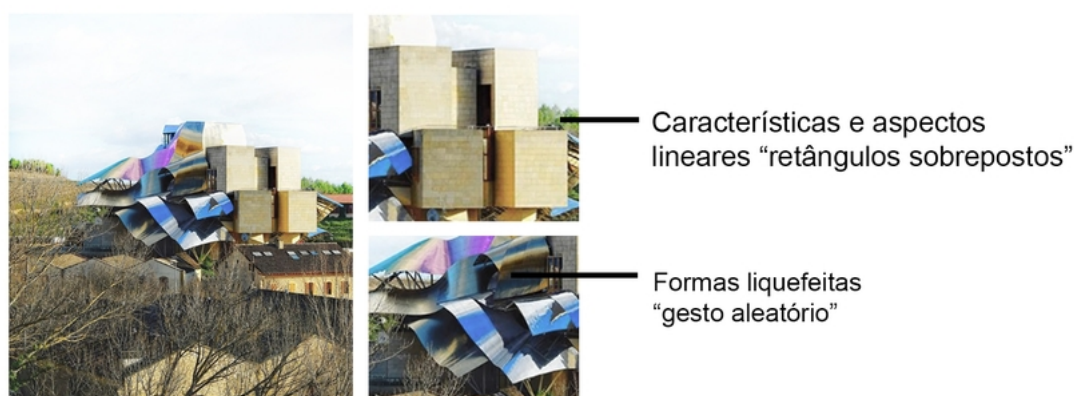 Características e aspectos
lineares “retângulos sobrepostos”
Formas liquefeitas
“gesto aleatório”